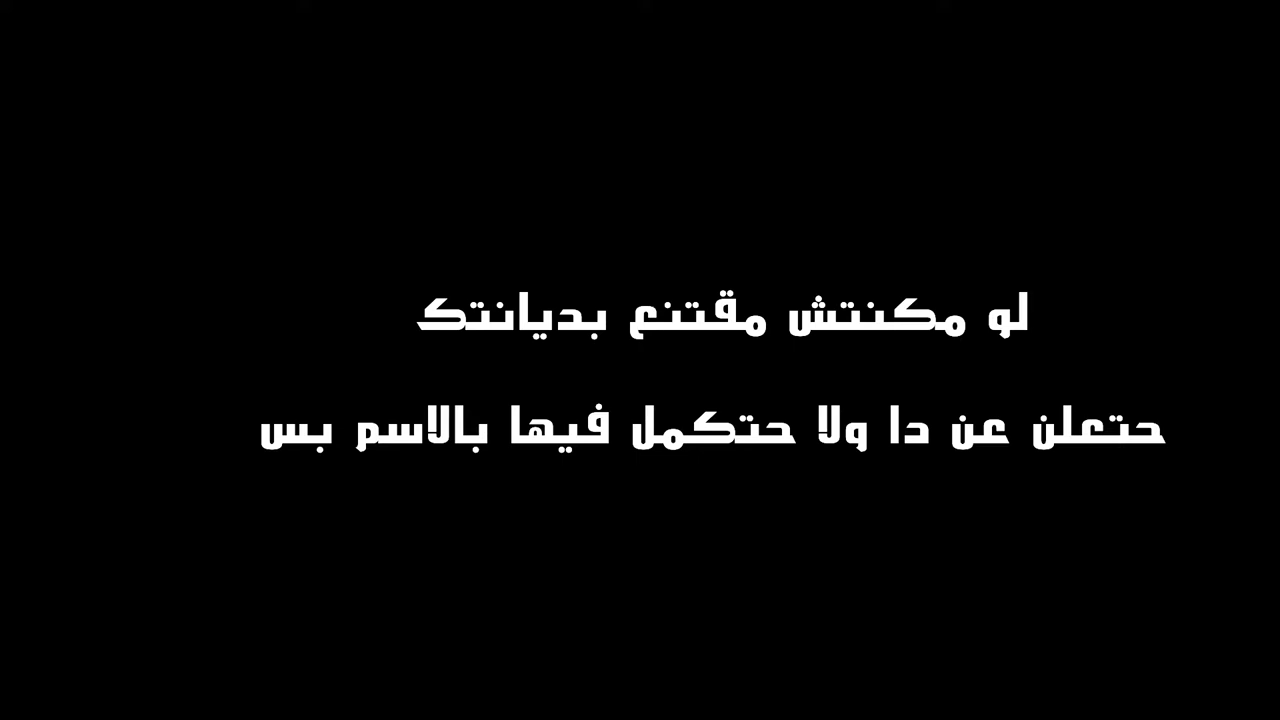 لو مكنتش مقتنع بديانتك
حتعلن عن دا ولا حتكمل فيها بالاسم بس